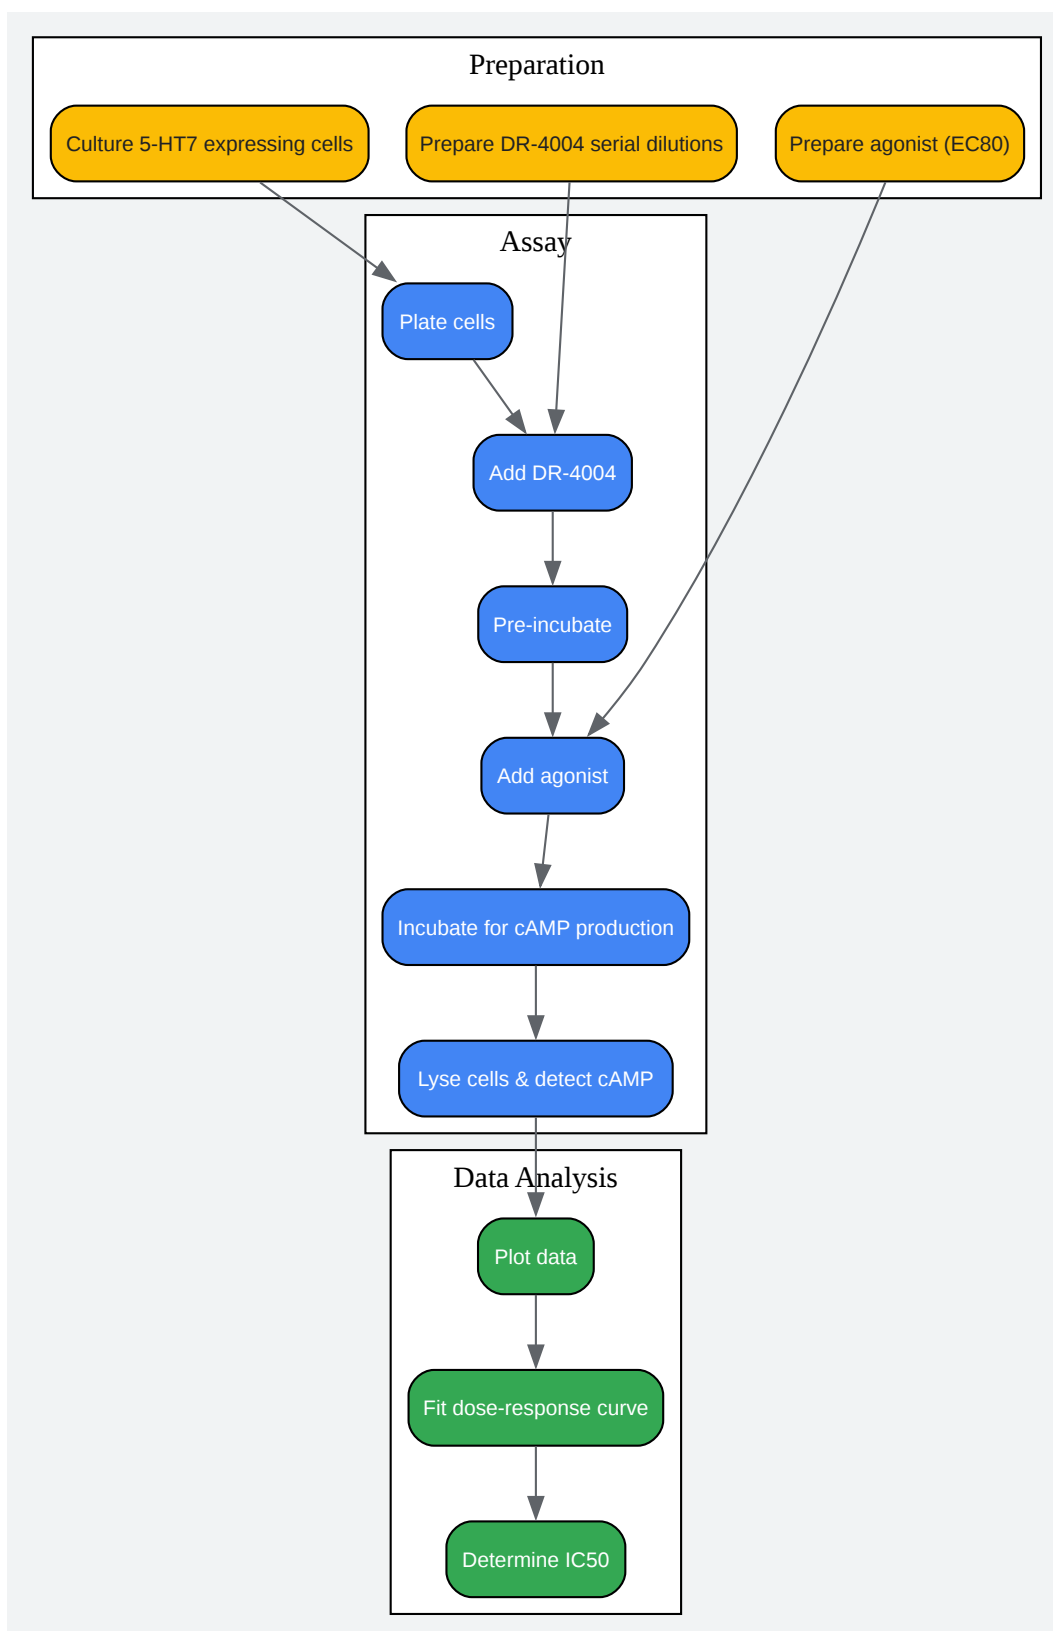 Preparation
Culture 5-HT7 expressing cells
Prepare DR-4004 serial dilutions
Prepare agonist (EC80)
Assay
Plate cells
Add DR-4004
Pre-incubate
Add agonist
Incubate for cAMP production
Lyse cells & detect cAMP
Data Analysis
Plot data
Fit dose-response curve
Determine IC50